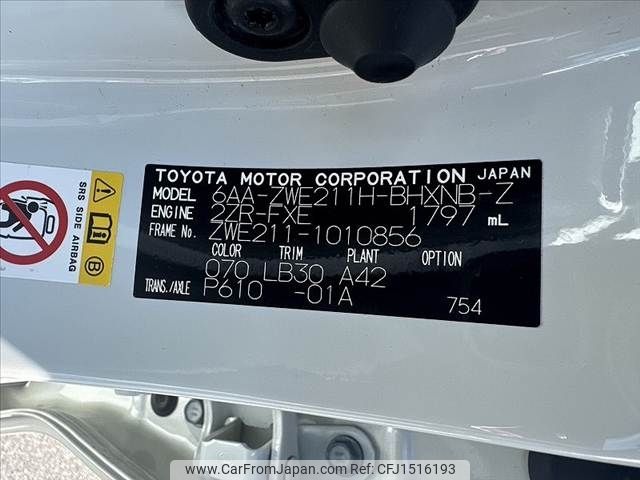 TOYOTA MOTOR CORPORATION JAPAN
MODEL 6AA-ZWE211H-BHXNB-Z
ENGINE 2ZR-FXE 1797 mL
FRAME No. ZWE211-1010856
COLOR TRIM PLANT OPTION
070 LB30 A42
TRANS./AXLE P610 -01A
754
SRS SIDE AIRBAG
B
www.CarFromJapan.com
© CarFromJapan - CFJ1516193